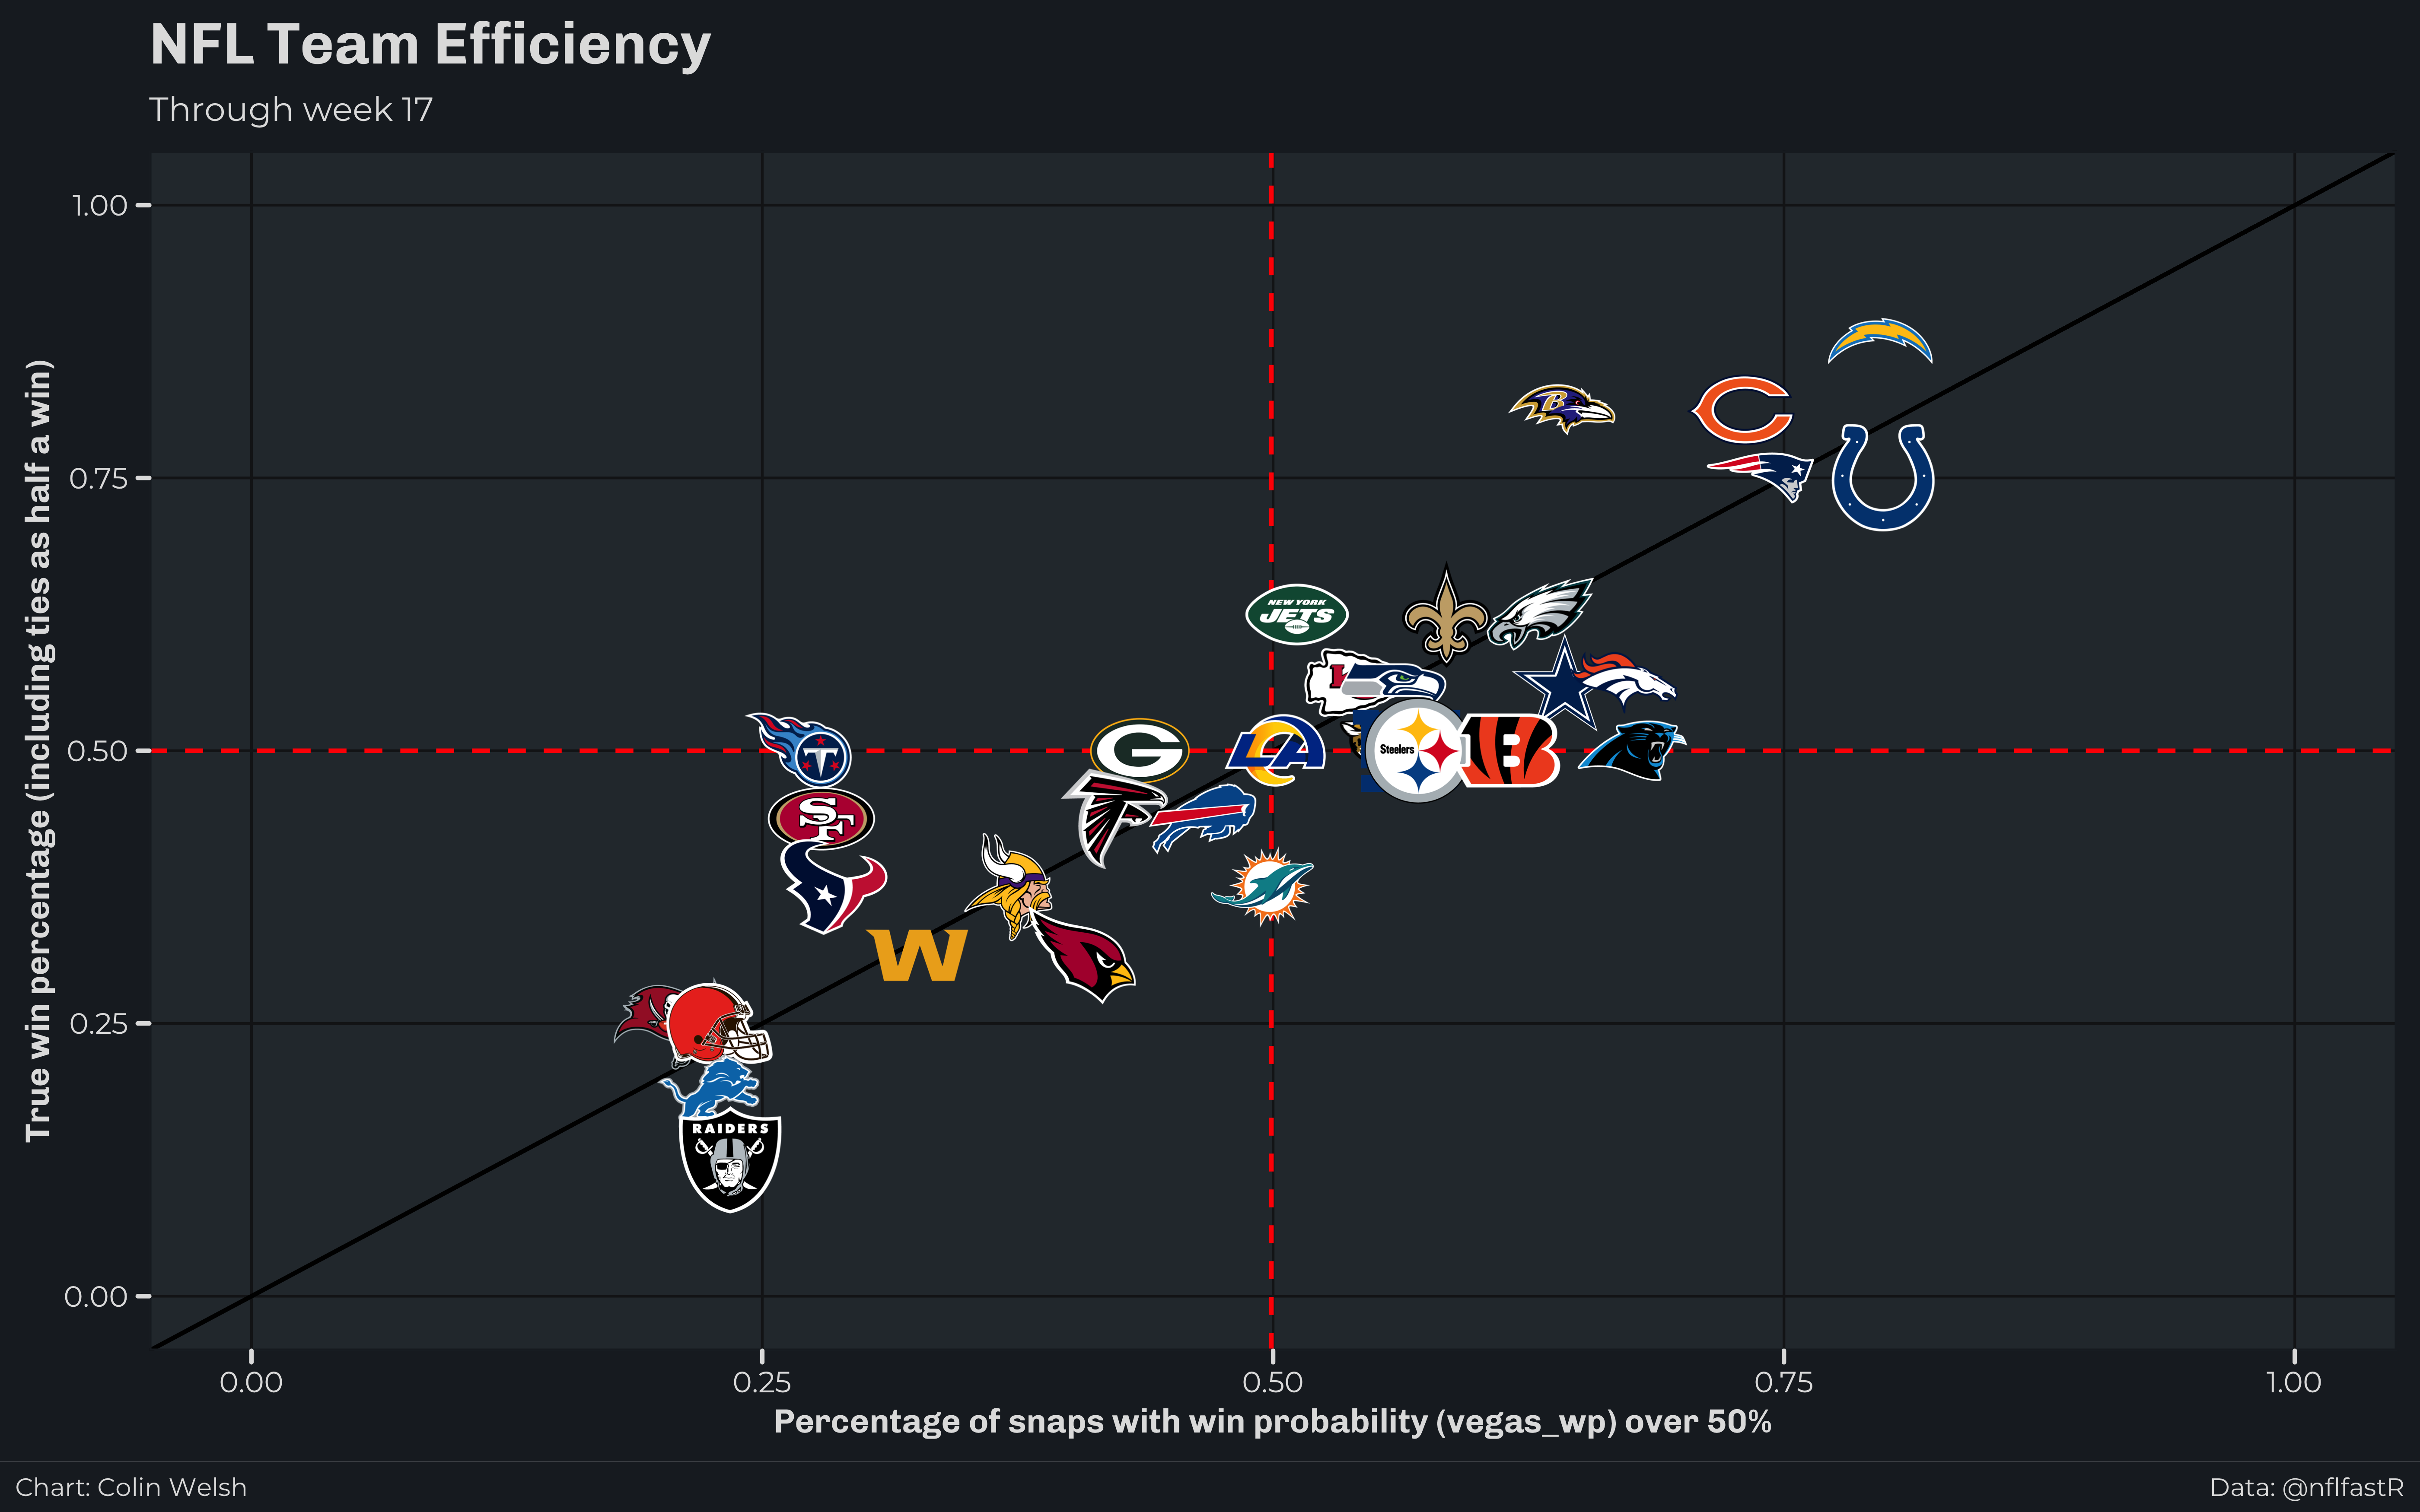 NFL Team Efficiency
Through week 17
True win percentage (including ties as half a win)
1.00
0.75
0.50
0.25
0.00
B
NEW YORK
JETS
T
G
LA
Steelers
B
SF
W
RAIDERS
0.00
0.25
0.50
0.75
1.00
Percentage of snaps with win probability (vegas_wp) over 50%
Chart: Colin Welsh
Data: @nflfastR